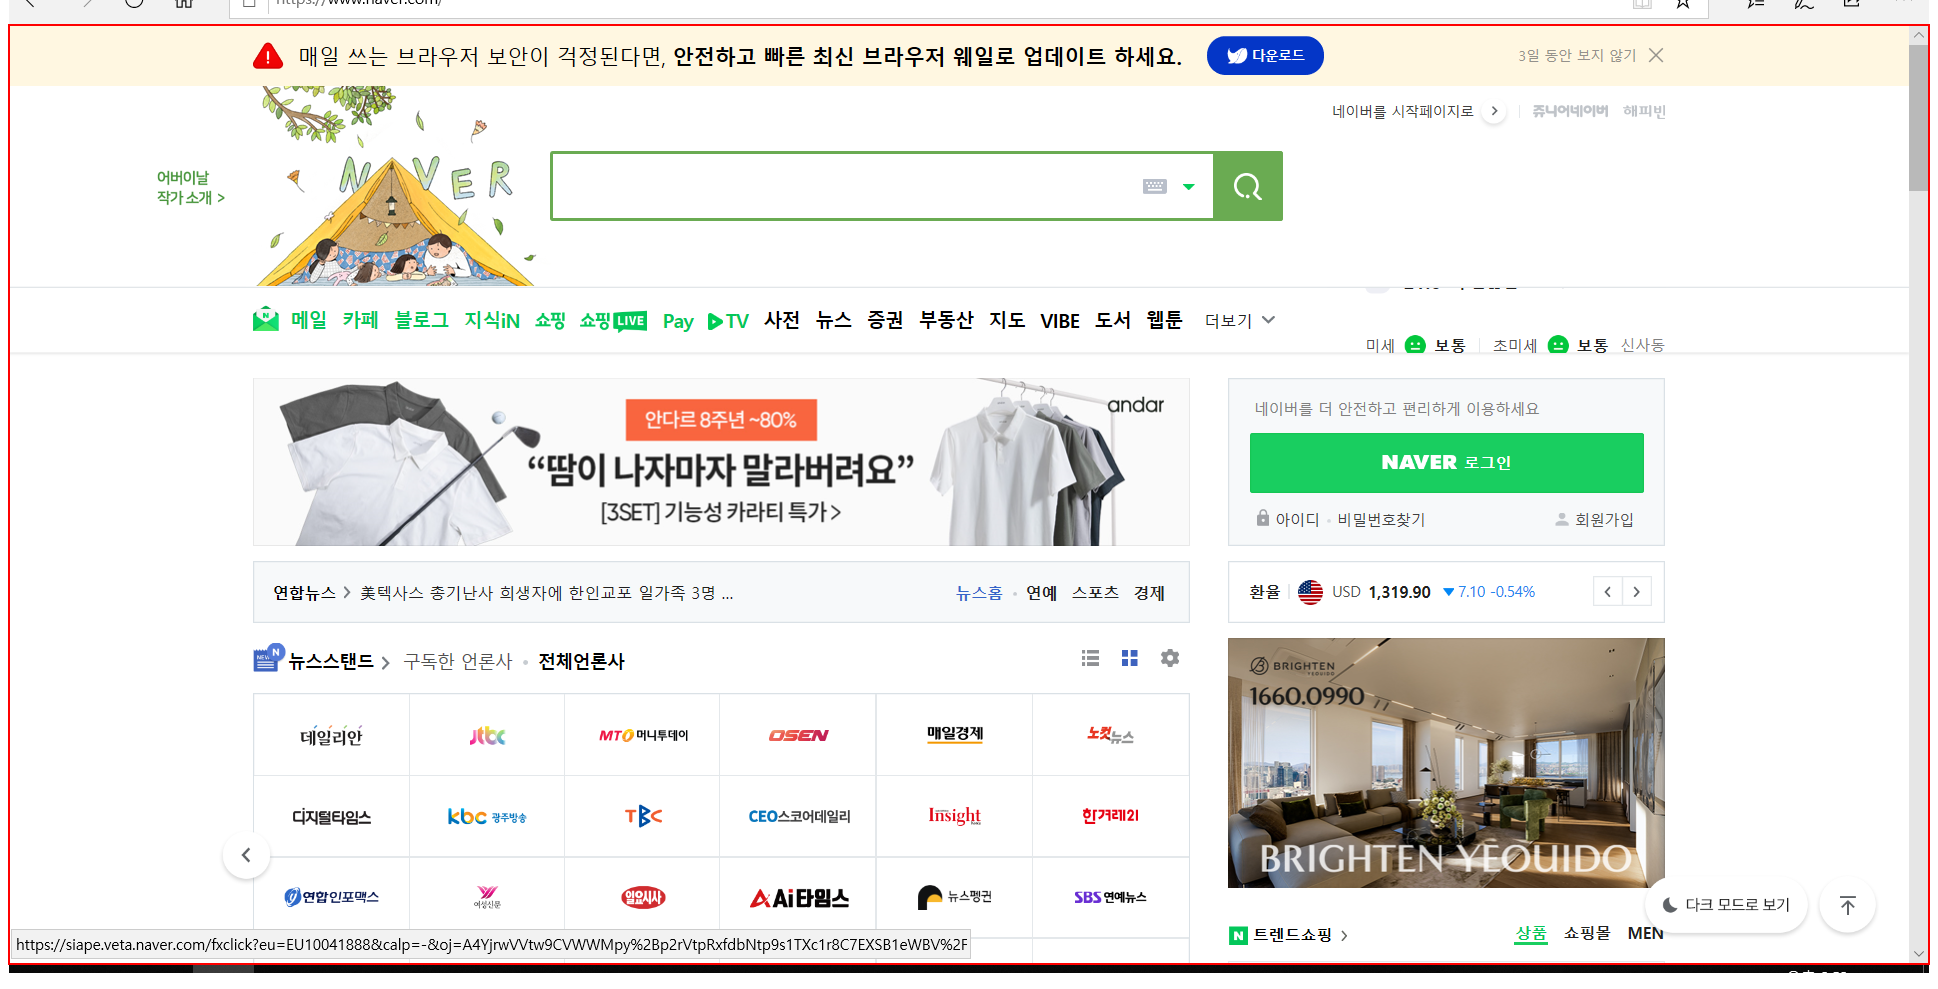 https://www.naver.com/
매일 쓰는 브라우저 보안이 걱정된다면, 안전하고 빠른 최신 브라우저 웨일로 업데이트 하세요. 다운로드 3일 동안 보지 않기
네이버를 시작페이지로 쥬니어네이버 해피빈
어버이날
작가 소개 >
NAVER
메일 카페 블로그 지식iN 쇼핑 쇼핑LIVE Pay TV 사전 뉴스 증권 부동산 지도 VIBE 도서 웹툰 더보기
미세 보통 초미세 보통 신사동
안다르 8주년 ~80%
andar
“땀이 나자마자 말라버려요”
[3SET] 기능성 카라티 특가 >
네이버를 더 안전하고 편리하게 이용하세요
NAVER 로그인
아이디 · 비밀번호찾기 회원가입
연합뉴스 > 美텍사스 총기난사 희생자에 한인교포 일가족 3명 ... 뉴스홈 · 연예 스포츠 경제
환율 USD 1,319.90 ▼7.10 -0.54%
뉴스스탠드 > 구독한 언론사 · 전체언론사
데일리안 jtbc MTO 머니투데이 OSEN 매일경제 노컷뉴스
디지털타임스 kbc 광주방송 TBC CEO스코어데일리 Insight 한겨레21
연합인포맥스 여성신문 일요시사 Ai타임스 뉴스펭귄 SBS 연예뉴스
BRIGHTEN
YEOUIDO
1660.0990
BRIGHTEN YEOUIDO
다크 모드로 보기
트렌드쇼핑 > 상품 쇼핑몰 MEN
https://siape.veta.naver.com/fxclick?eu=EU10041888&calp=-&oj=A4YjrwVVtw9CVWWMpy%2Bp2rVtpRxfdbNtp9s1TXc1r8C7EXSB1eWBV%2F